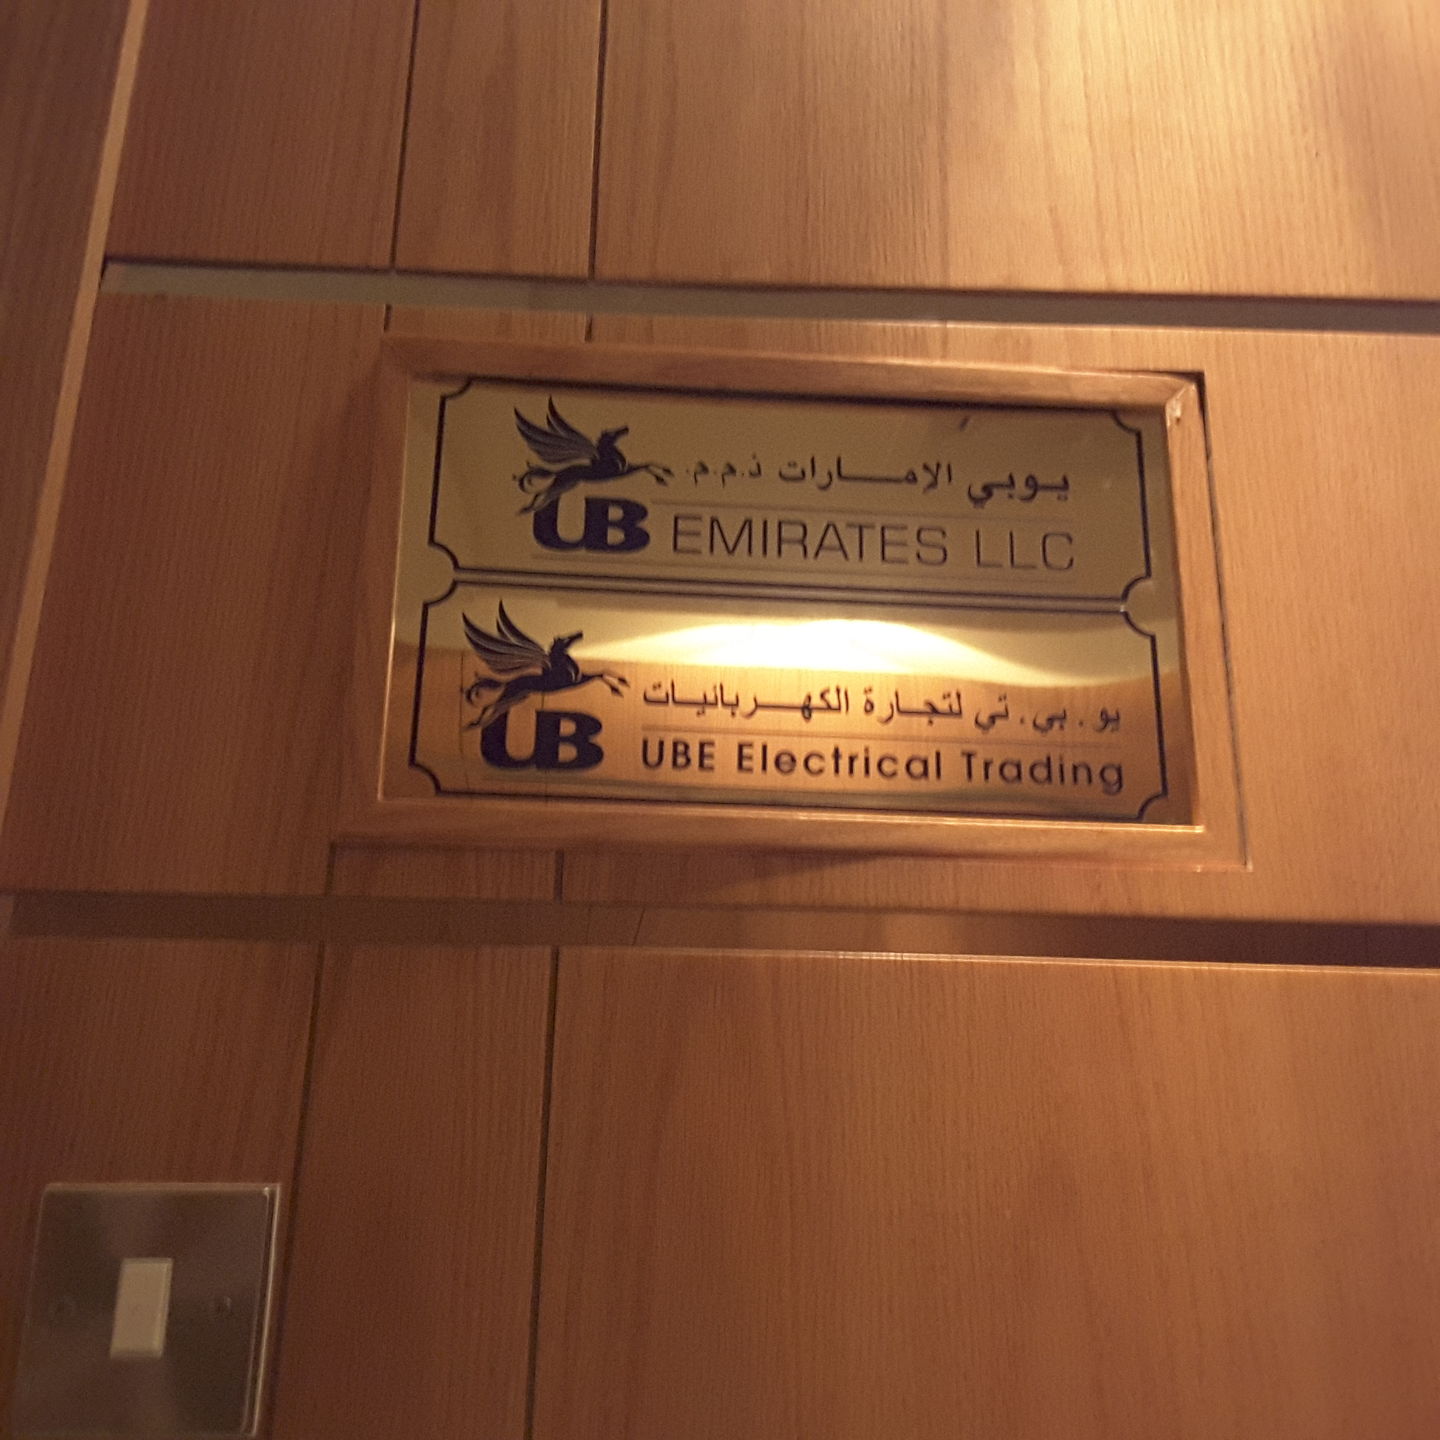 يوبي الإمارات ذ.م.م.
UB EMIRATES LLC
يو . بي . تي لتجارة الكهربائيات
UB UBE Electrical Trading